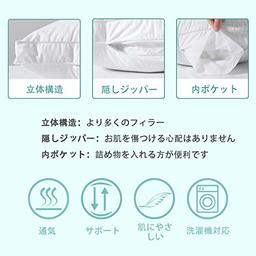 立体構造
隠しジッパー
内ポケット
立体構造：より多くのフィラー
隠しジッパー：お肌を傷つける心配はありません
内ポケット：詰め物を入れる方が便利です
通気
サポート
肌にやさ
しい
洗濯機対応